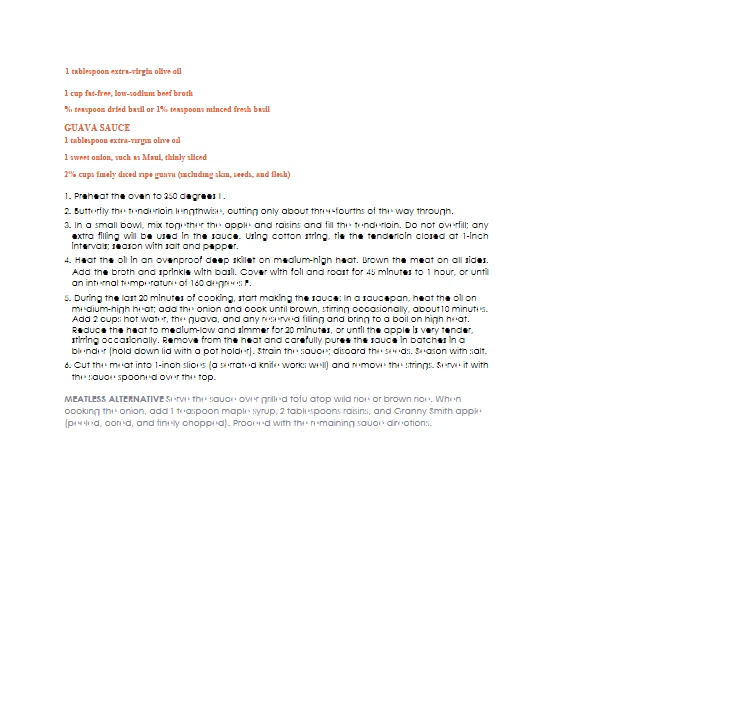 1 tablespoon extra-virgin olive oil
1 cup fat-free, low-sodium beef broth
% teaspoon dried basil or 1% teaspoons minced fresh basil
GUAVA SAUCE
1 tablespoon extra-virgin olive oil
1 sweet onion, such as Maui, thinly sliced
2% cups finely diced ripe guava (including skin, seeds, and flesh)
1. Preheat the oven to 350 degrees F.
2. Butterfly the tenderloin lengthwise, cutting only about three-fourths of the way through.
3. In a small bowl, mix together the apple and raisins and fill the tenderloin. Do not overfill; any
extra filling will be used in the sauce. Using cotton string, tie the tenderloin closed at 1-inch
intervals; season with salt and pepper.
4. Heat the oil in an ovenproof deep skillet on medium-high heat. Brown the meat on all sides.
Add the broth and sprinkle with basil. Cover with foil and roast for 45 minutes to 1 hour, or until
an internal temperature of 160 degrees F.
5. During the last 20 minutes of cooking, start making the sauce: In a saucepan, heat the oil on
medium-high heat; add the onion and cook until brown, stirring occasionally, about10 minutes.
Add 2 cups hot water, the guava, and any reserved filling and bring to a boil on high heat.
Reduce the heat to medium-low and simmer for 20 minutes, or until the apple is very tender,
stirring occasionally. Remove from the heat and carefully puree the sauce in batches in a
blender (hold down lid with a pot holder). Strain the sauce; discard the seeds. Season with salt.
6. Cut the meat into 1-inch slices (a serrated knife works well) and remove the strings. Serve it with
the sauce spooned over the top.
MEATLESS ALTERNATIVE Serve the sauce over grilled tofu atop wild rice or brown rice. When
cooking the onion, add 1 teaspoon maple syrup, 2 tablespoons raisins, and Granny Smith apple
(peeled, cored, and finely chopped). Proceed with the remaining sauce directions.